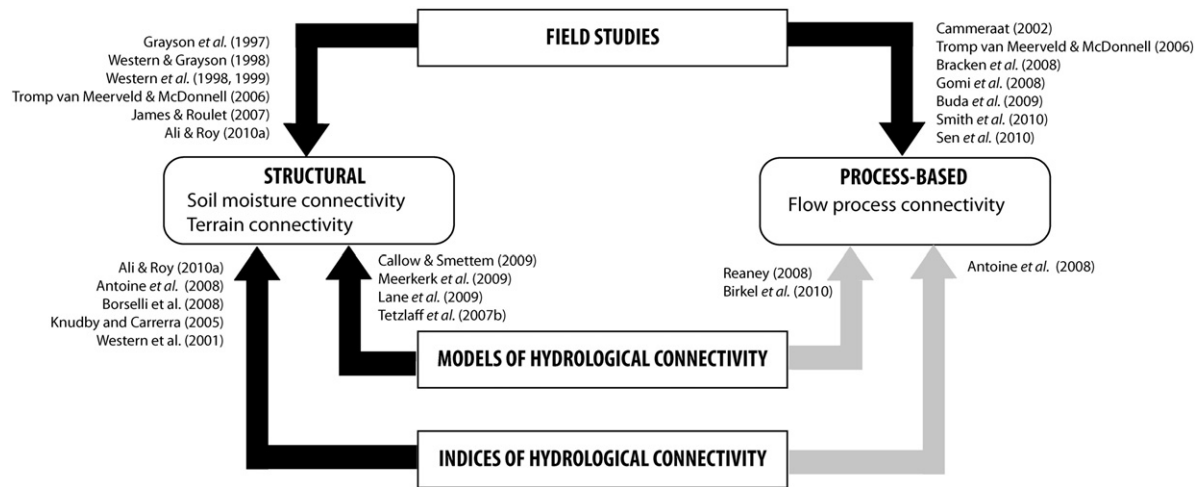 FIELD STUDIES
Grayson et al. (1997)
Western & Grayson (1998)
Western et al. (1998, 1999)
Tromp van Meerveld & McDonnell (2006)
James & Roulet (2007)
Ali & Roy (2010a)
Cammeraat (2002)
Tromp van Meerveld & McDonnell (2006)
Bracken et al. (2008)
Gomi et al. (2008)
Buda et al. (2009)
Smith et al. (2010)
Sen et al. (2010)
STRUCTURAL
Soil moisture connectivity
Terrain connectivity
PROCESS-BASED
Flow process connectivity
Ali & Roy (2010a)
Antoine et al. (2008)
Borselli et al. (2008)
Knudby and Carrerra (2005)
Western et al. (2001)
Callow & Smettem (2009)
Meerkerk et al. (2009)
Lane et al. (2009)
Tetzlaff et al. (2007b)
Reaney (2008)
Birkel et al. (2010)
Antoine et al. (2008)
MODELS OF HYDROLOGICAL CONNECTIVITY
INDICES OF HYDROLOGICAL CONNECTIVITY